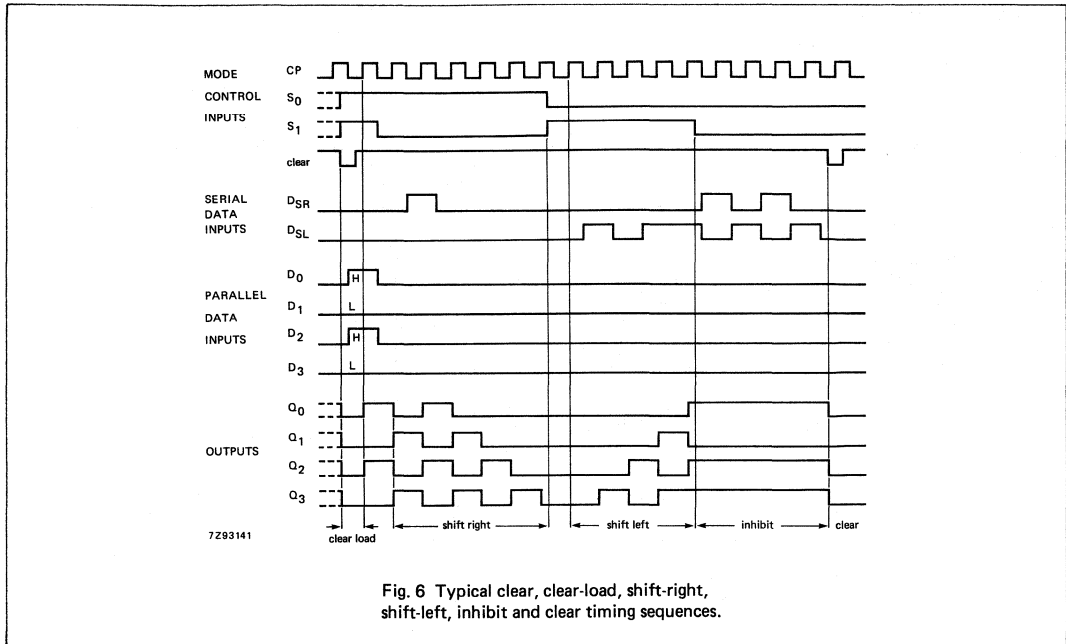 MODE CP
CONTROL S0
INPUTS S1
clear
SERIAL DSR
DATA
INPUTS DSL
D0 H
PARALLEL
DATA D1 L
INPUTS D2 H
D3 L
Q0
Q1
OUTPUTS
Q2
Q3
shift right shift left inhibit clear
7Z93141 clear load
Fig. 6 Typical clear, clear-load, shift-right,
shift-left, inhibit and clear timing sequences.